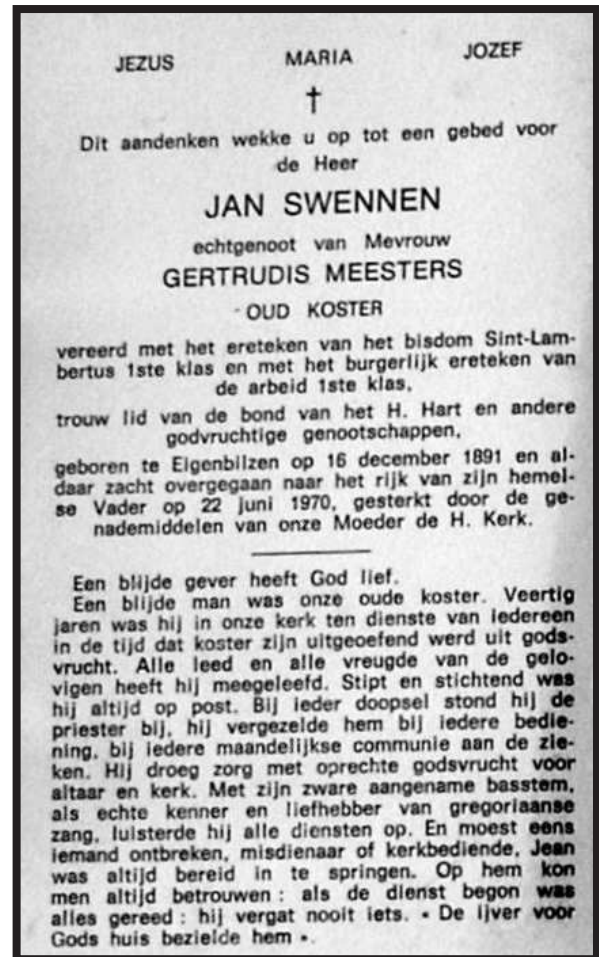 JEZUS MARIA JOZEF
†
Dit aandenken wekke u op tot een gebed voor
de Heer
JAN SWENNEN
echtgenoot van Mevrouw
GERTRUDIS MEESTERS
OUD KOSTER
vereerd met het ereteken van het bisdom Sint-Lam-
bertus 1ste klas en met het burgerlijk ereteken van
de arbeid 1ste klas,
trouw lid van de bond van het H. Hart en andere
godvruchtige genootschappen,
geboren te Eigenbilzen op 16 december 1891 en al-
daar zacht overgegaan naar het rijk van zijn hemel-
se Vader op 22 juni 1970, gesterkt door de ge-
nademiddelen van onze Moeder de H. Kerk.
Een blijde gever heeft God lief.
Een blijde man was onze oude koster. Veertig
jaren was hij in onze kerk ten dienste van iedereen
in de tijd dat koster zijn uitgeoefend werd uit gods-
vrucht. Alle leed en alle vreugde van de gelo-
vigen heeft hij meegeleefd. Stipt en stichtend was
hij altijd op post. Bij ieder doopsel stond hij de
priester bij, hij vergezelde hem bij iedere bedie-
ning, bij iedere maandelijkse communie aan de zie-
ken. Hij droeg zorg met oprechte godsvrucht voor
altaar en kerk. Met zijn zware aangename basstem,
als echte kenner en liefhebber van gregoriaanse
zang, luisterde hij alle diensten op. En moest eens
iemand ontbreken, misdienaar of kerkbediende, Jean
was altijd bereid in te springen. Op hem kon
men altijd betrouwen : als de dienst begon was
alles gereed : hij vergat nooit iets. « De ijver voor
Gods huis bezielde hem ».